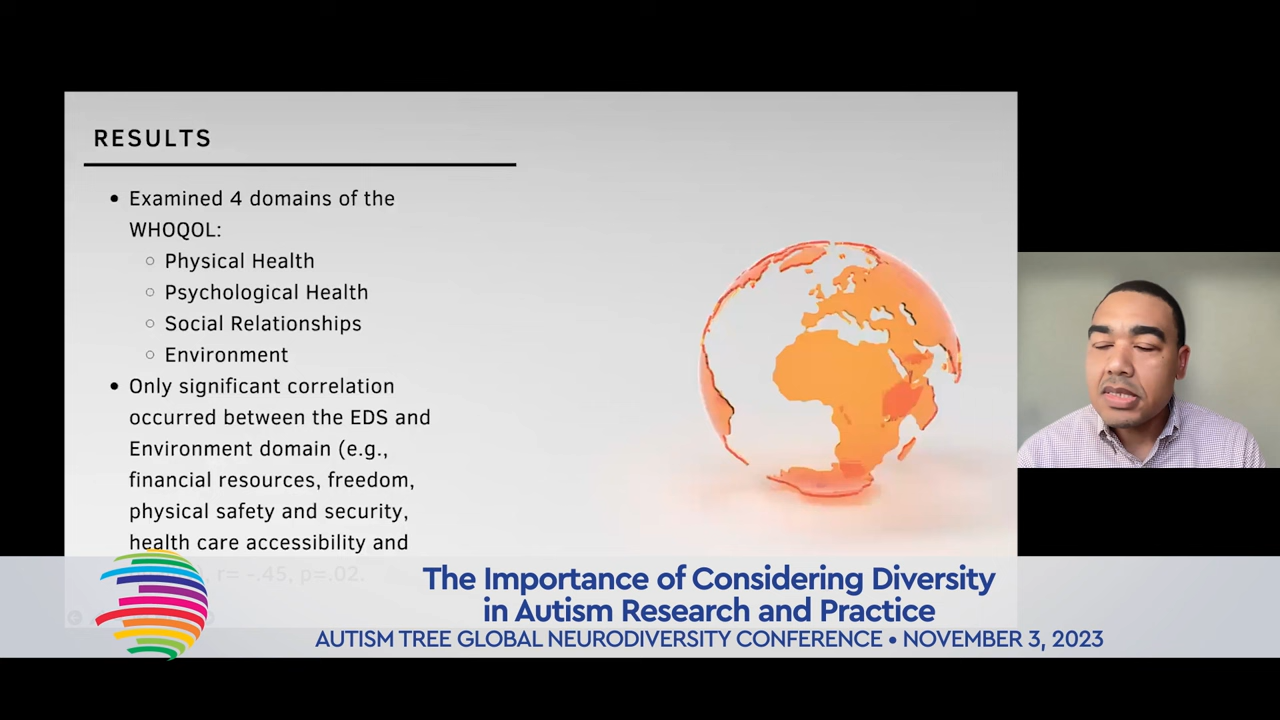 RESULTS
• Examined 4 domains of the
WHOQOL:
○ Physical Health
○ Psychological Health
○ Social Relationships
○ Environment
• Only significant correlation
occurred between the EDS and
Environment domain (e.g.,
financial resources, freedom,
physical safety and security,
health care accessibility and
r= -.45, p=.02.
The Importance of Considering Diversity
in Autism Research and Practice
AUTISM TREE GLOBAL NEURODIVERSITY CONFERENCE • NOVEMBER 3, 2023